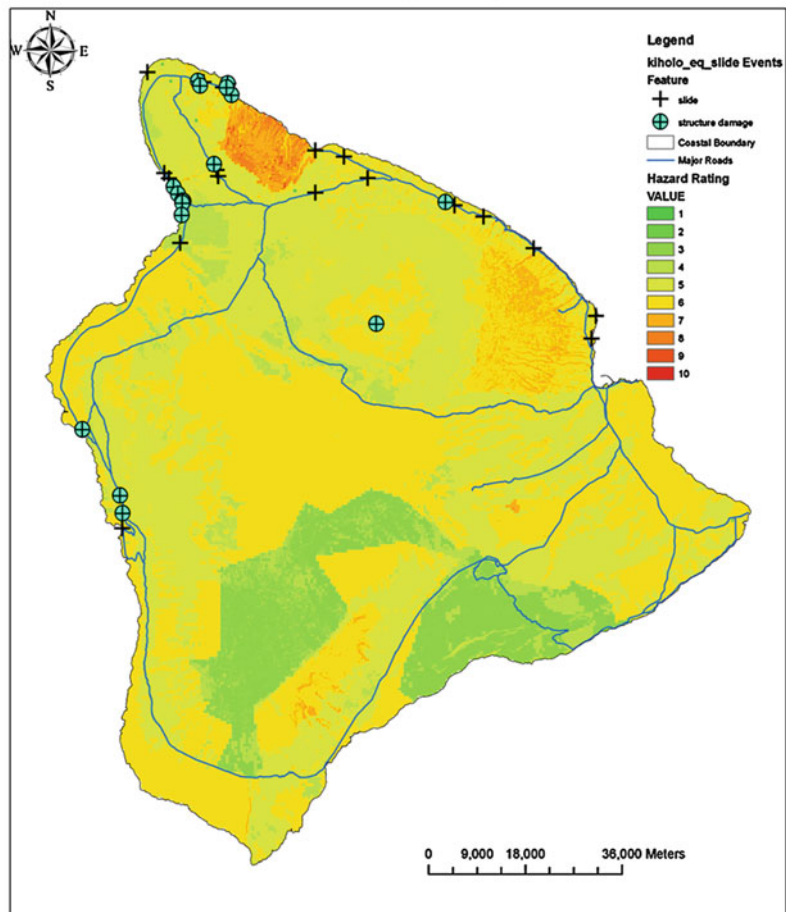 N
W
E
S
Legend
kiholo_eq_slide Events
Feature
slide
structure damage
Coastal Boundary
Major Roads
Hazard Rating
VALUE
1
2
3
4
5
6
7
8
9
10
0 9,000 18,000 36,000 Meters